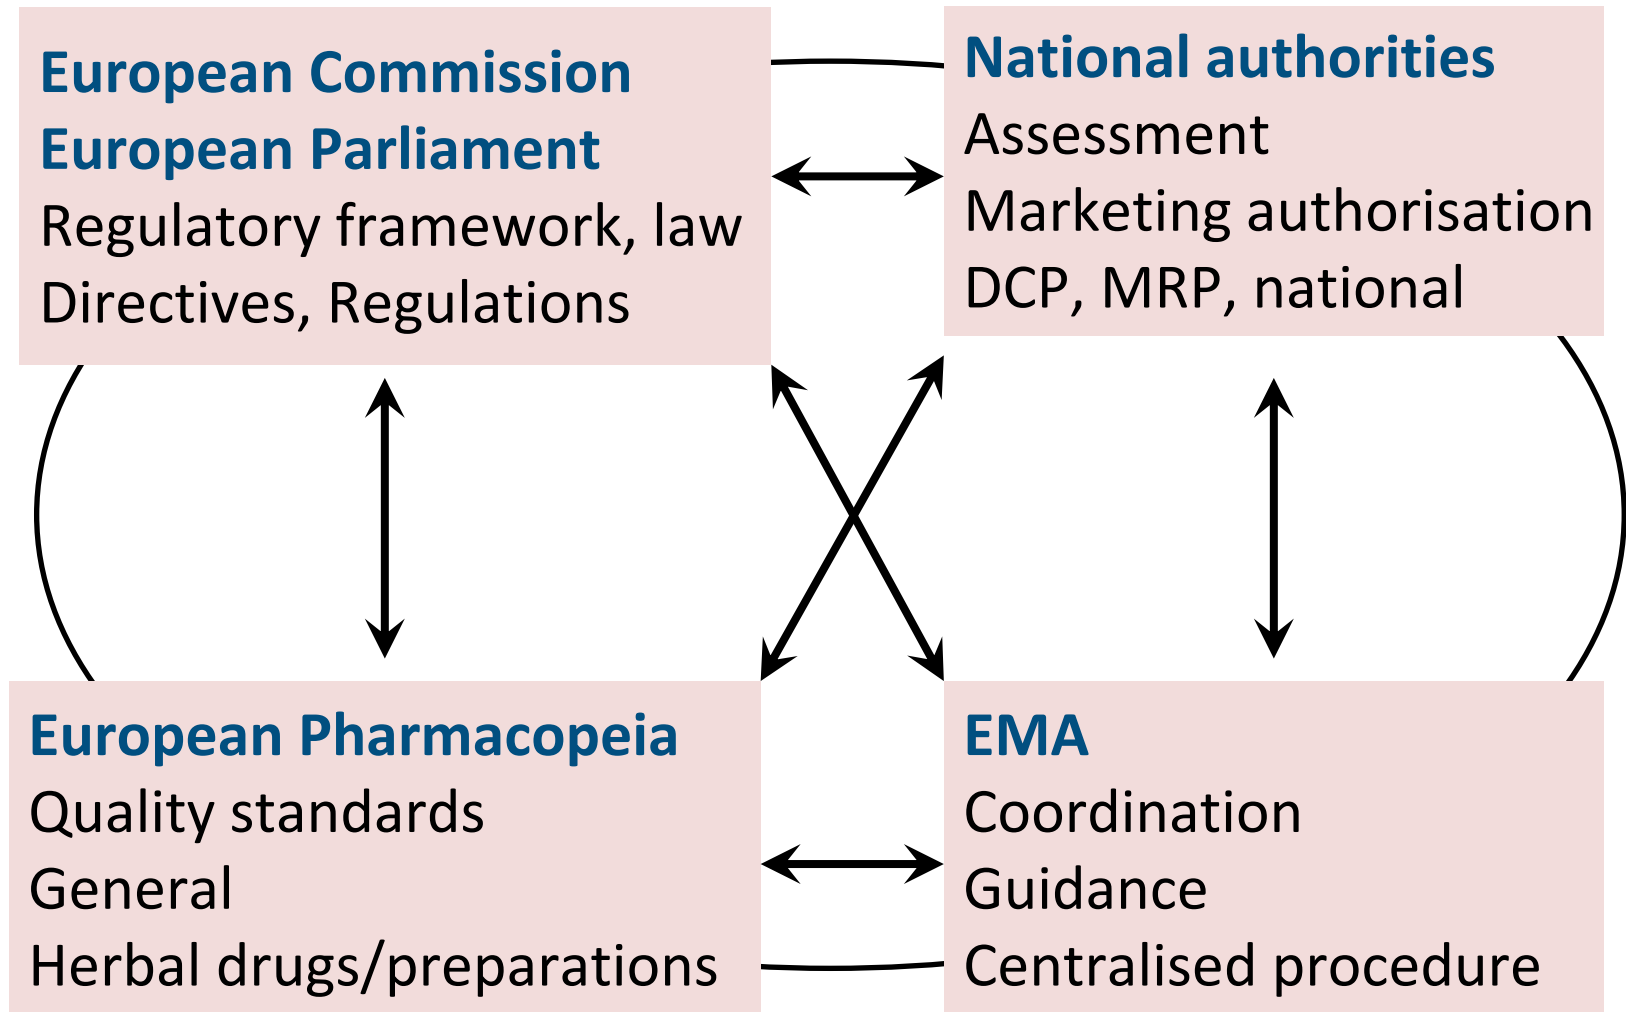 European Commission
European Parliament
Regulatory framework, law
Directives, Regulations
National authorities
Assessment
Marketing authorisation
DCP, MRP, national
European Pharmacopeia
Quality standards
General
Herbal drugs/preparations
EMA
Coordination
Guidance
Centralised procedure